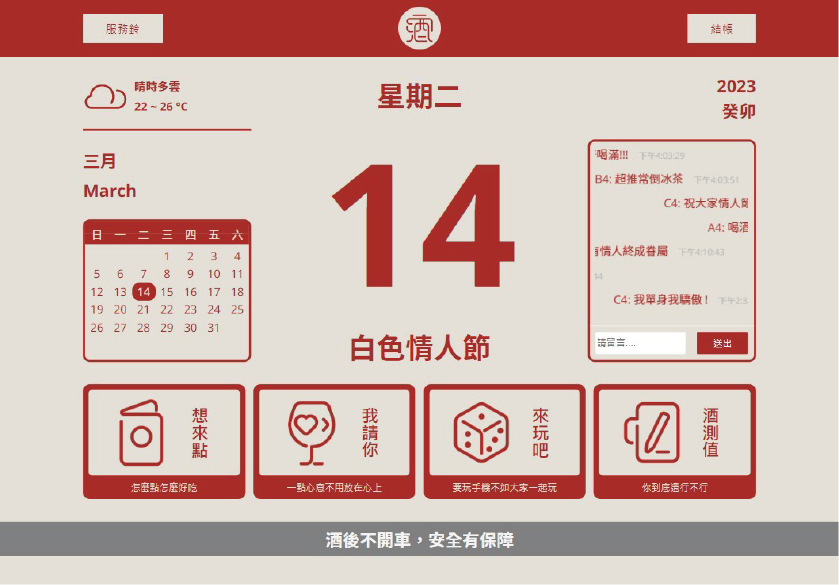 服務鈴
酒
結帳
晴時多雲
22 ~ 26 °C
三月
March
日 一 二 三 四 五 六
1 2 3 4
5 6 7 8 9 10 11
12 13 14 15 16 17 18
19 20 21 22 23 24 25
26 27 28 29 30 31
星期二
14
白色情人節
2023
癸卯
喝滿!!! 下午4:03:29
B4: 超推常倒冰茶 下午4:03:51
C4: 祝大家情人節
A4: 喝酒
情人終成眷屬 下午4:10:43
C4: 我單身我驕傲! 下午2:3
請留言....
送出
想來點
怎麼點怎麼好吃
我請你
一點心意不用放在心上
來玩吧
要玩手機不如大家一起玩
酒測值
你到底還行不行
酒後不開車，安全有保障